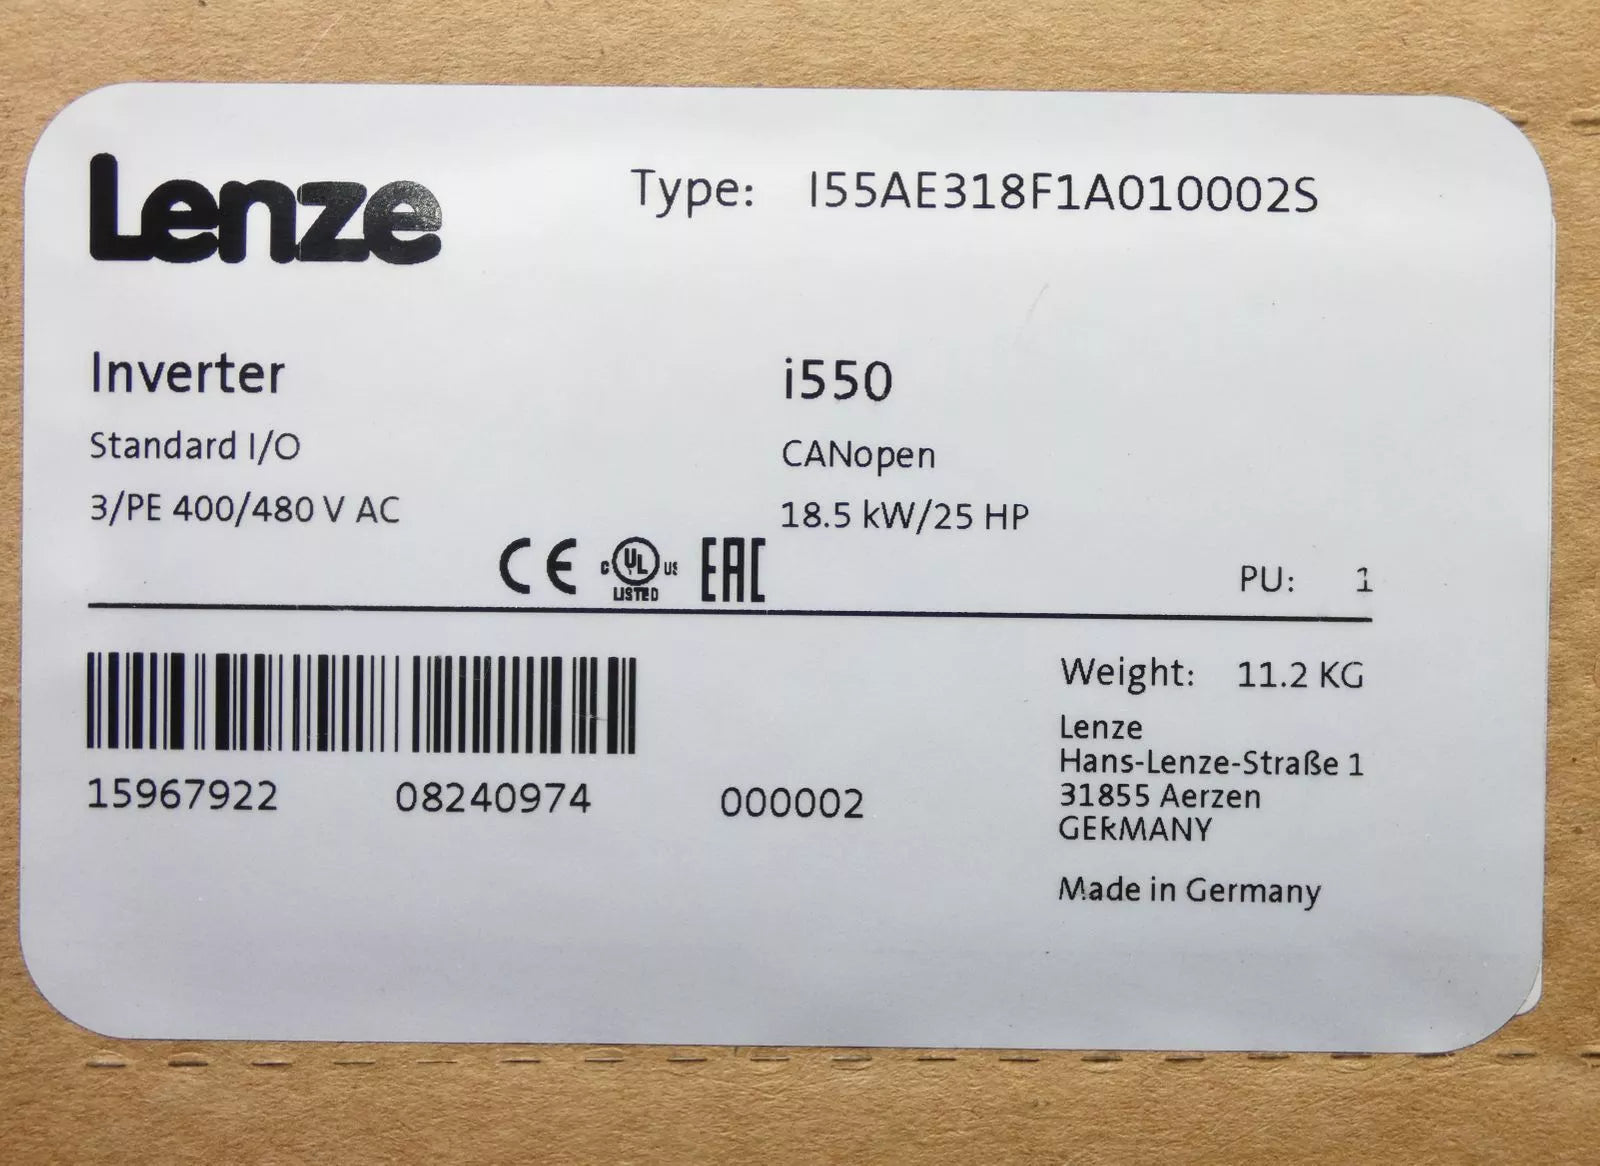 Lenze
Type: I55AE318F1A010002S
Inverter
i550
Standard I/O
CANopen
3/PE 400/480 V AC
18.5 kW/25 HP
CE
C UL US
LISTED
EAC
PU: 1
Weight: 11.2 KG
15967922 08240974 000002
Lenze
Hans-Lenze-Straße 1
31855 Aerzen
GERMANY
Made in Germany